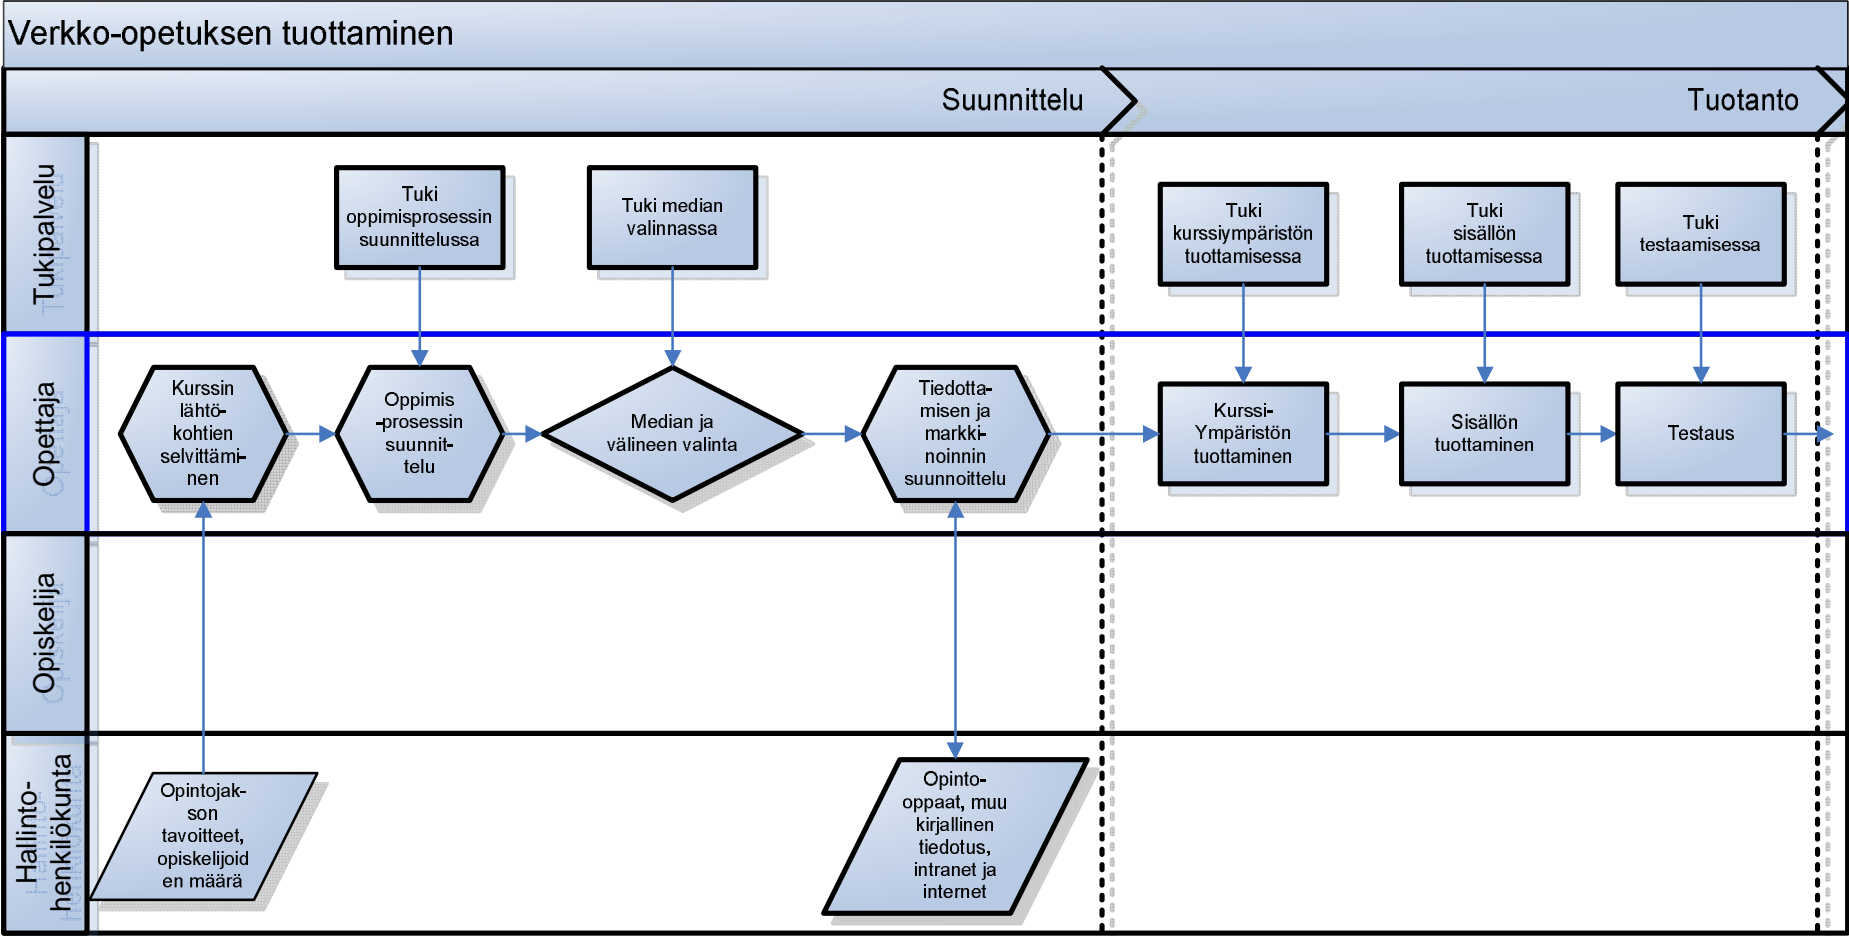 Verkko-opetuksen tuottaminen
Suunnittelu
Tuotanto
Tukipalvelu
Tuki
oppimisprosessin
suunnittelussa
Tuki median
valinnassa
Tuki
kurssiympäristön
tuottamisessa
Tuki
sisällön
tuottamisessa
Tuki
testaamisessa
Opettaja
Kurssin
lähtö-
kohtien
selvittämi-
nen
Oppimis
-prosessin
suunnit-
telu
Median ja
välineen valinta
Tiedotta-
misen ja
markki-
noinnin
suunnoittelu
Kurssi-
Ympäristön
tuottaminen
Sisällön
tuottaminen
Testaus
Opiskelija
Hallinto-
henkilökunta
Opintojak-
son
tavoitteet,
opiskelijoid
en määrä
Opinto-
oppaat, muu
kirjallinen
tiedotus,
intranet ja
internet